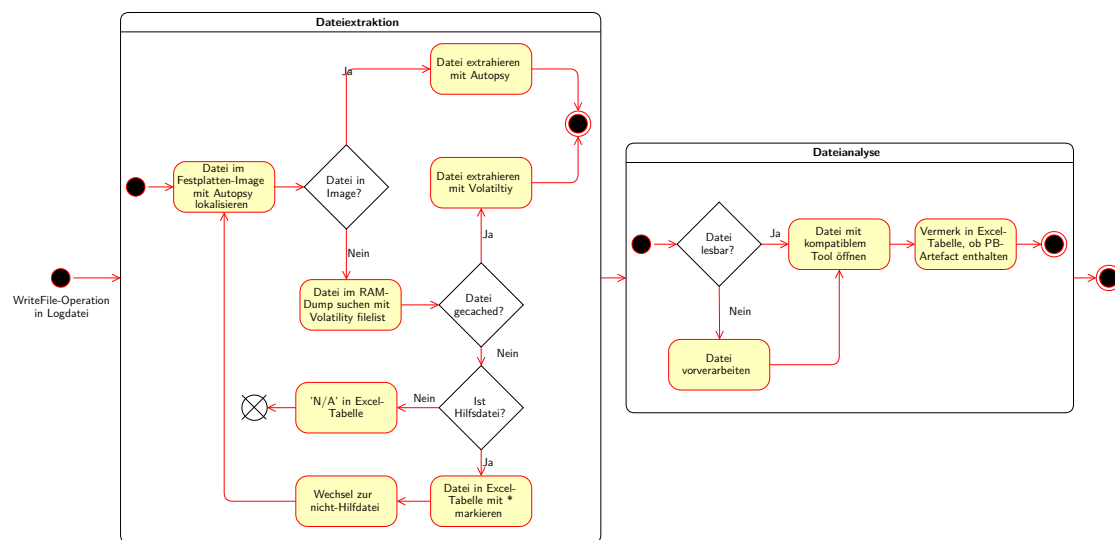 Dateiextraktion
Datei extrahieren
mit Autopsy
Ja
Datei im
Festplatten-Image
mit Autopsy
lokalisieren
Datei in
Image?
Datei extrahieren
mit Volatiltiy
Ja
Nein
WriteFile-Operation
in Logdatei
Datei im RAM-
Dump suchen mit
Volatility filelist
Datei
gecached?
Nein
'N/A' in Excel-
Tabelle
Nein
Ist
Hilfsdatei?
Ja
Wechsel zur
nicht-Hilfdatei
Datei in Excel-
Tabelle mit *
markieren
Dateianalyse
Datei
lesbar?
Ja
Datei mit
kompatiblem
Tool öffnen
Vermerk in Excel-
Tabelle, ob PB-
Artefact enthalten
Nein
Datei
vorverarbeiten